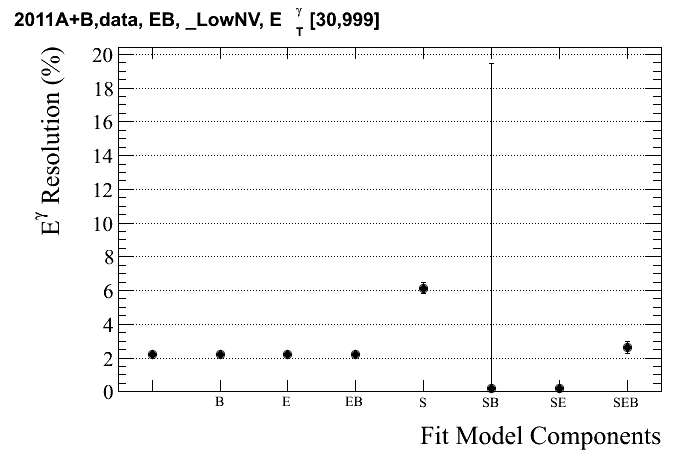 2011A+B,data, EB, _LowNV, E γ T [30,999]
E γ Resolution (%)
20
18
16
14
12
10
8
6
4
2
0
B E EB S SB SE SEB
Fit Model Components